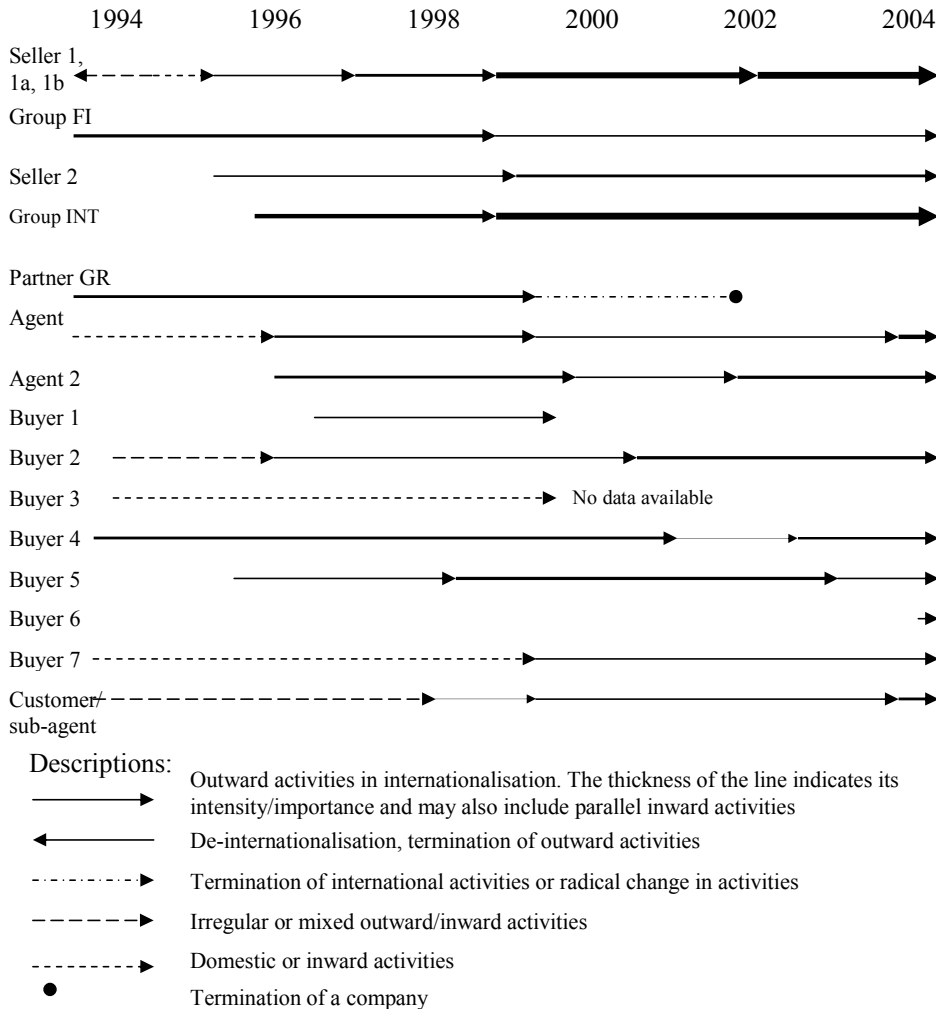 1994 1996 1998 2000 2002 2004
Seller 1,
1a, 1b
Group FI
Seller 2
Group INT
Partner GR
Agent
Agent 2
Buyer 1
Buyer 2
Buyer 3 No data available
Buyer 4
Buyer 5
Buyer 6
Buyer 7
Customer/
sub-agent
Descriptions:
Outward activities in internationalisation. The thickness of the line indicates its
intensity/importance and may also include parallel inward activities
De-internationalisation, termination of outward activities
Termination of international activities or radical change in activities
Irregular or mixed outward/inward activities
Domestic or inward activities
Termination of a company